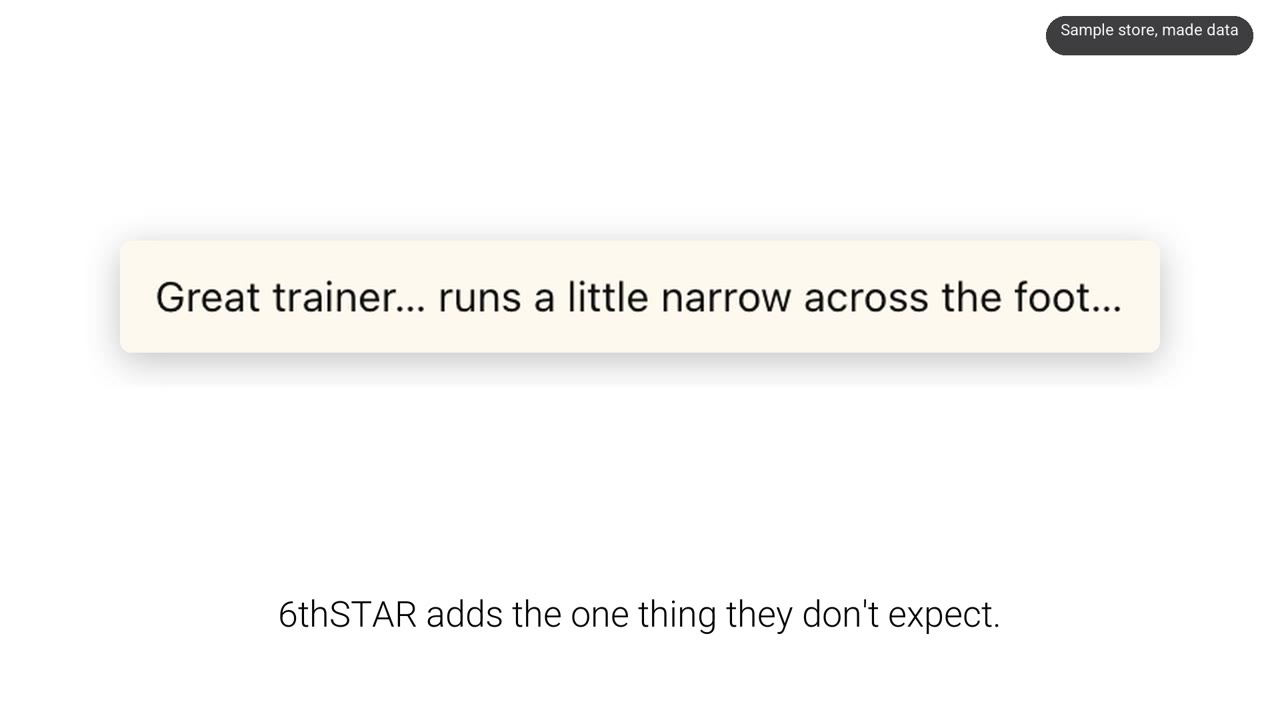 Sample store, made data
Great trainer... runs a little narrow across the foot...
6thSTAR adds the one thing they don't expect.